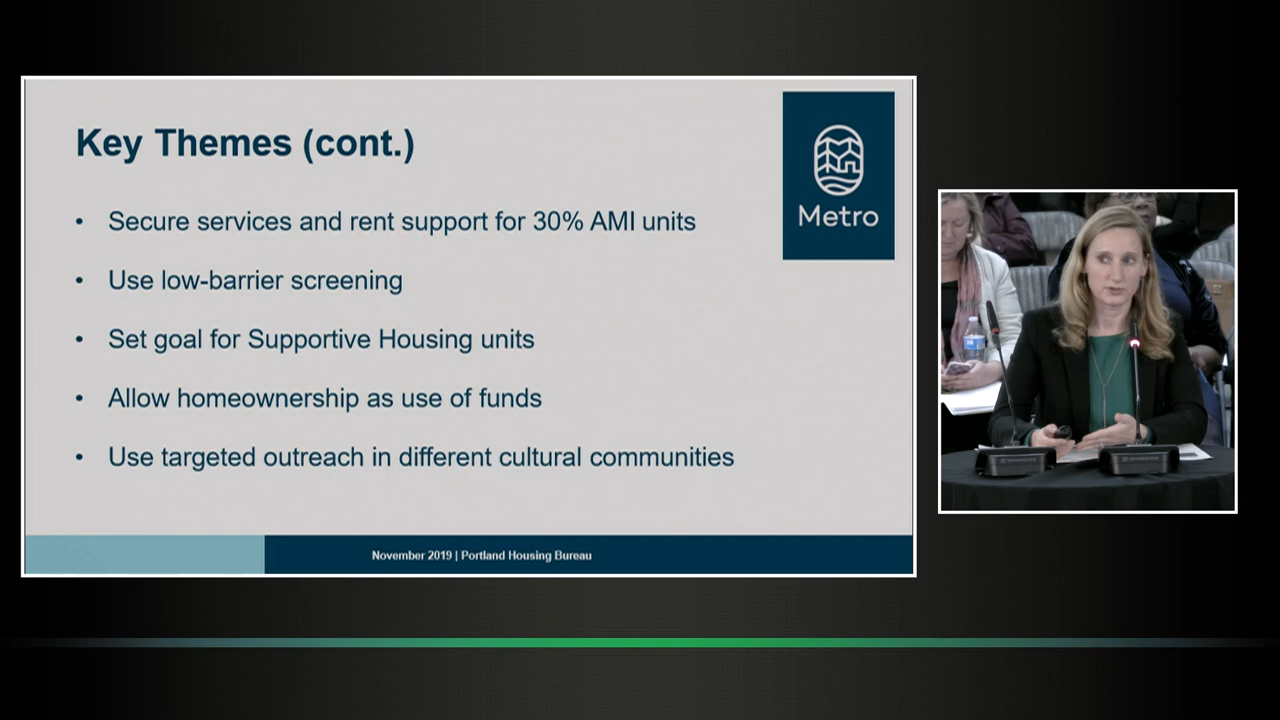 Key Themes (cont.)
Metro
• Secure services and rent support for 30% AMI units
• Use low-barrier screening
• Set goal for Supportive Housing units
• Allow homeownership as use of funds
• Use targeted outreach in different cultural communities
November 2019 | Portland Housing Bureau